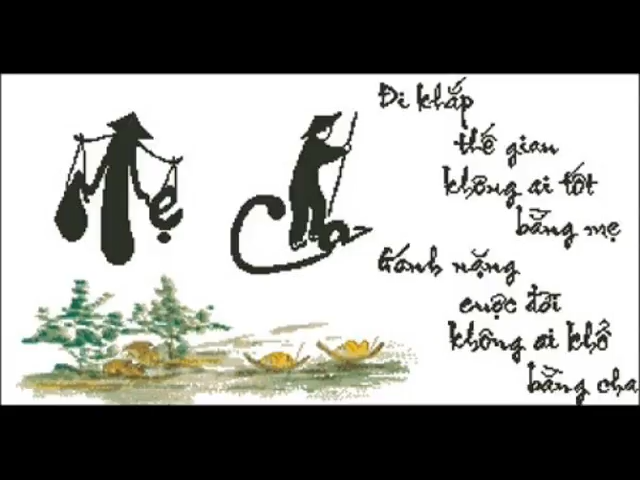 Mẹ Cha
Đi khắp
thế gian
không ai tốt
bằng mẹ
Gánh nặng
cuộc đời
không ai khổ
bằng cha